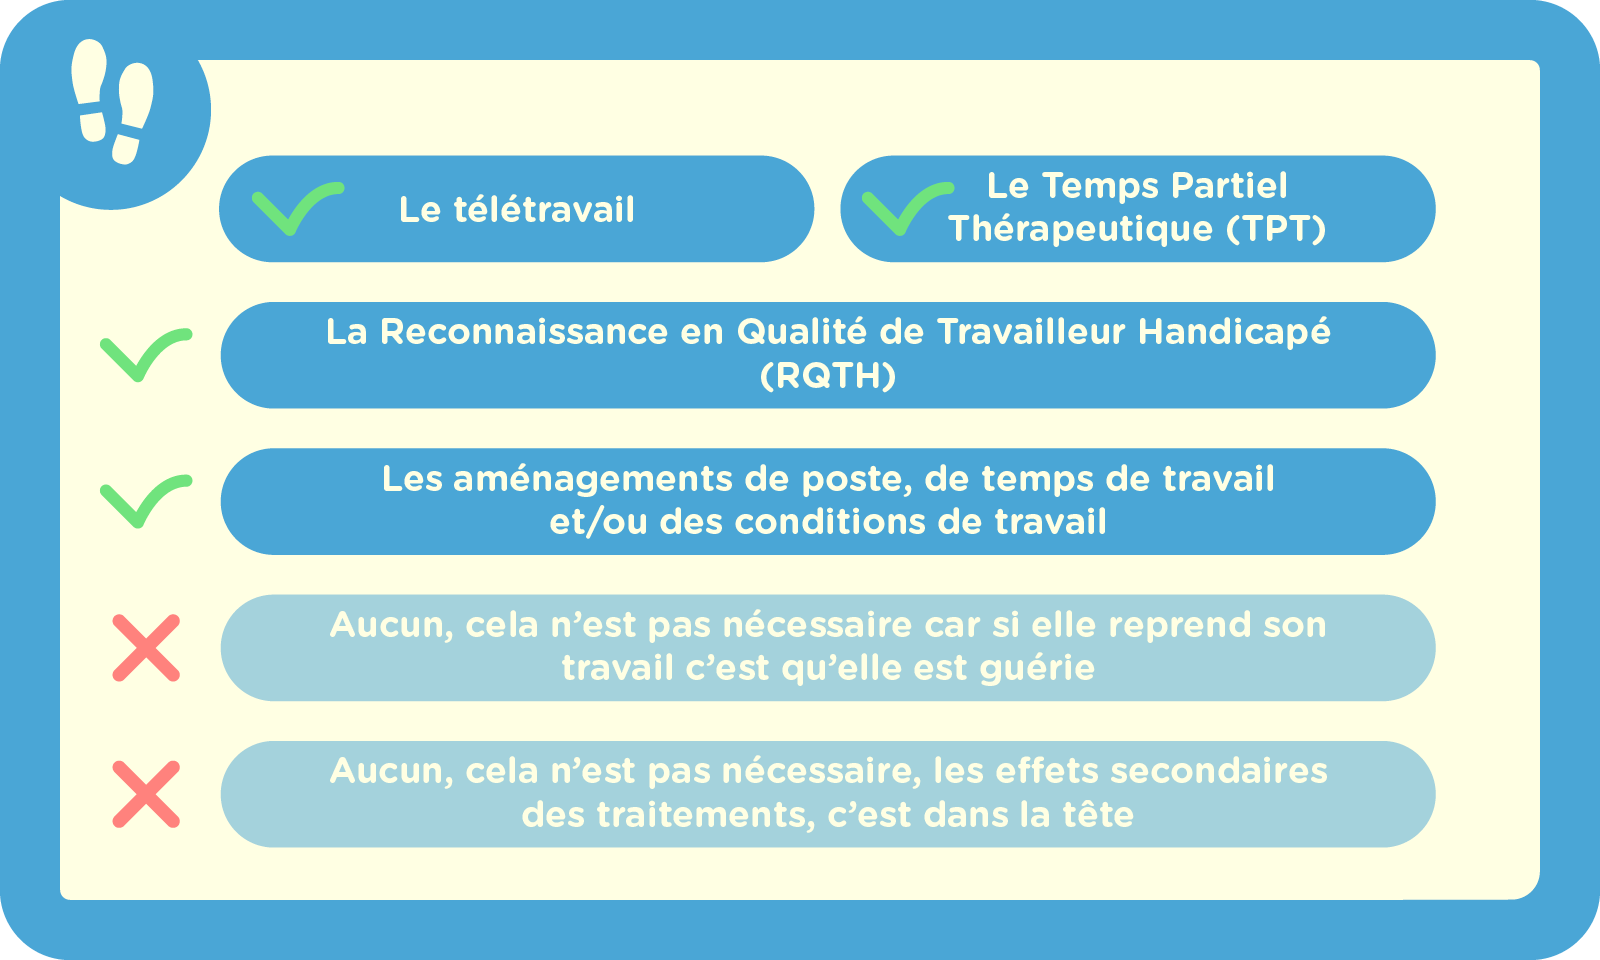 Le télétravail
Le Temps Partiel
Thérapeutique (TPT)
La Reconnaissance en Qualité de Travailleur Handicapé
(RQTH)
Les aménagements de poste, de temps de travail
et/ou des conditions de travail
Aucun, cela n’est pas nécessaire car si elle reprend son
travail c’est qu’elle est guérie
Aucun, cela n’est pas nécessaire, les effets secondaires
des traitements, c’est dans la tête